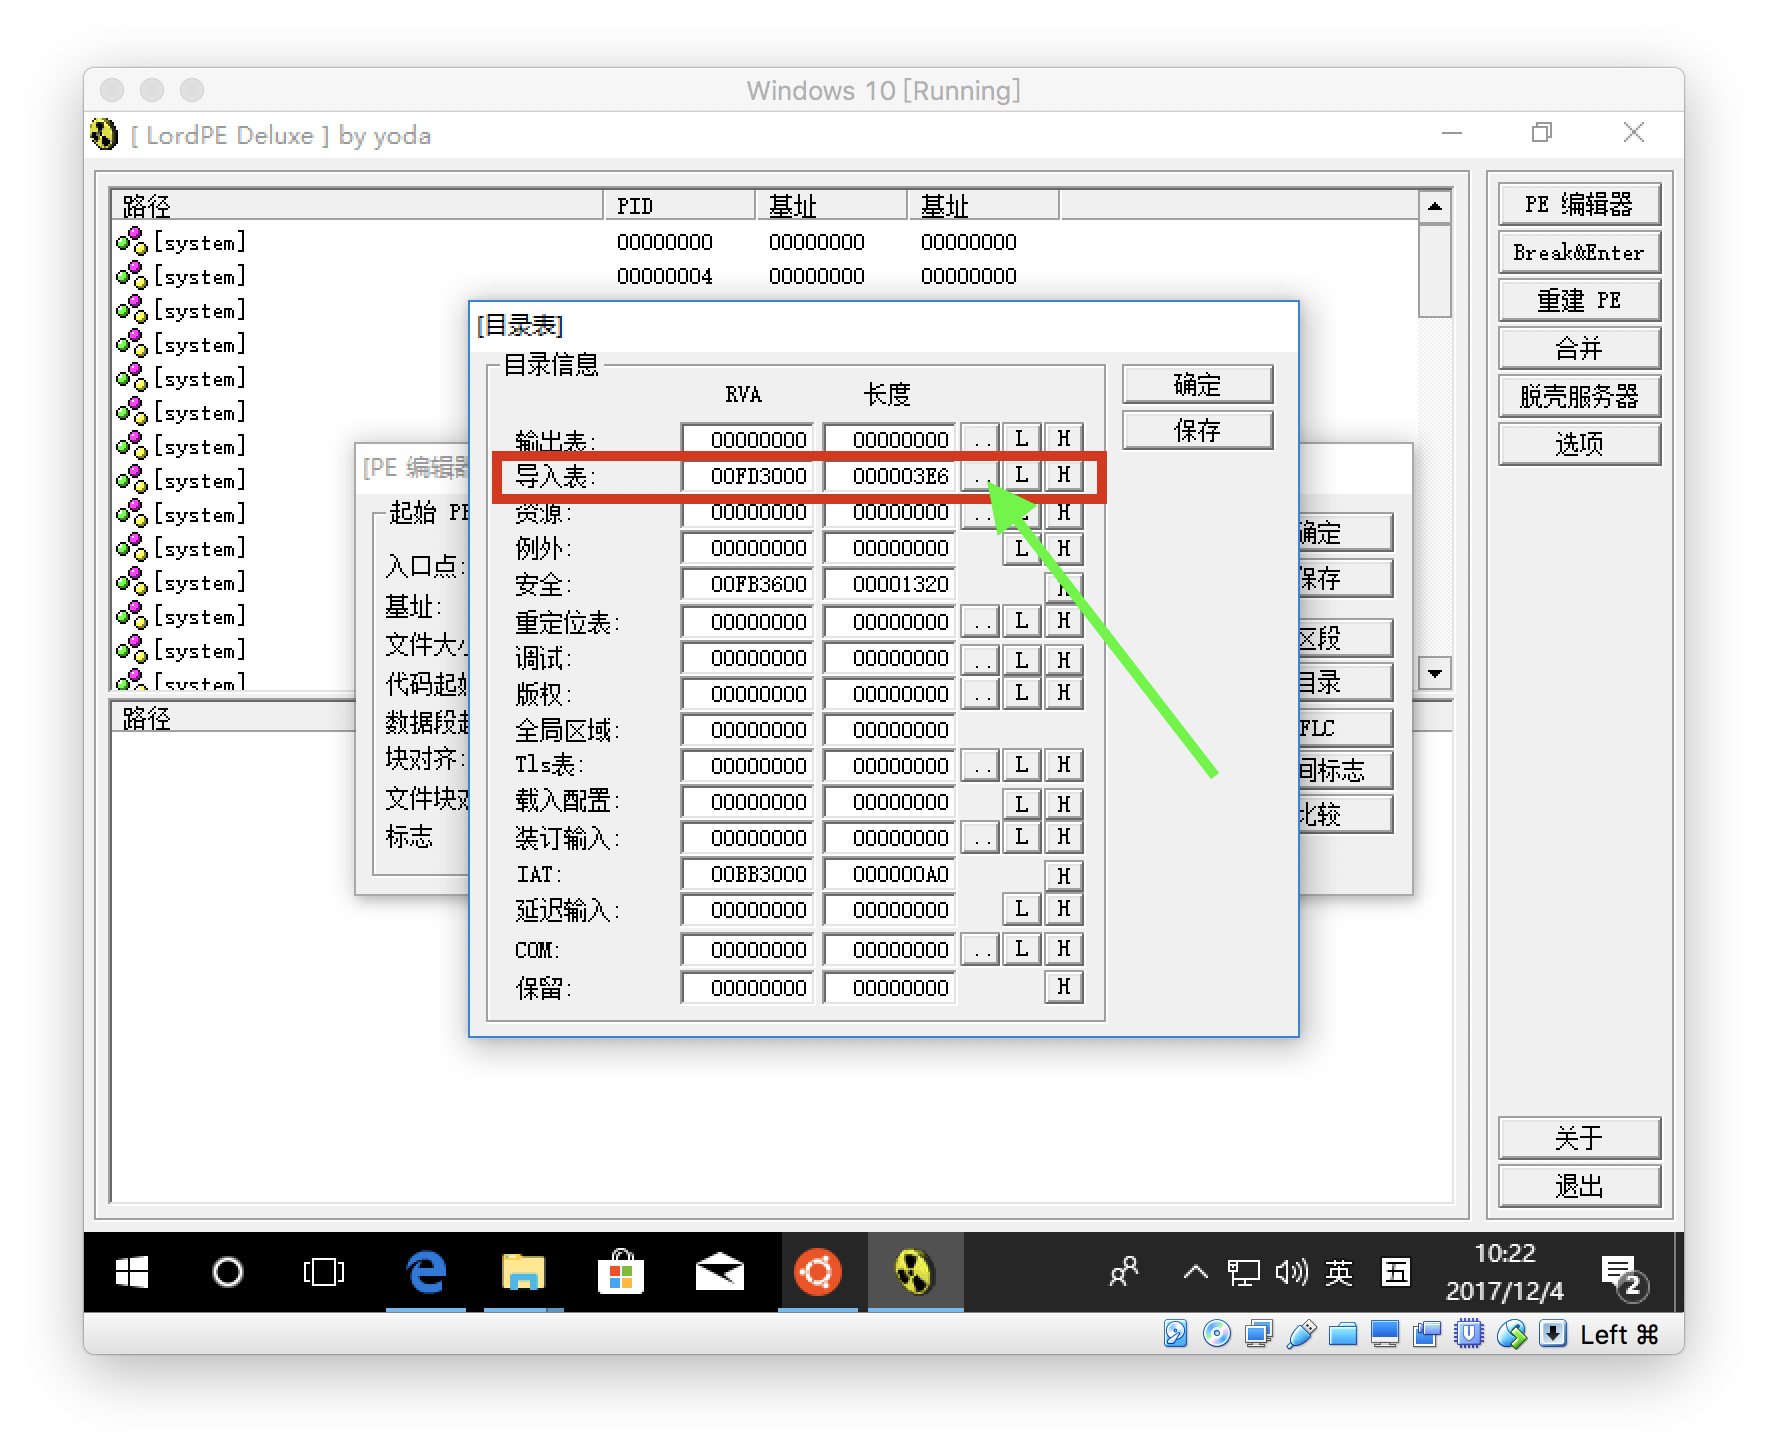 Windows 10 [Running]
[ LordPE Deluxe ] by yoda
路径 PID 基址 基址
[system] 00000000 00000000 00000000
[system] 00000004 00000000 00000000
[system]
[system]
[system]
[system]
[system]
[system]
[system]
[system]
[system]
[system]
[system]
[system]
路径
PE 编辑器
Break&Enter
重建 PE
合并
脱壳服务器
选项
关于
退出
[PE 编辑器
起始 PE
入口点:
基址:
文件大小
代码起始
数据段起
块对齐:
文件块对
标志
确定
保存
区段
目录
FLC
间标志
比较
[目录表]
目录信息
RVA 长度
输出表: 00000000 00000000 .. L H
导入表: 00FD3000 000003E6 .. L H
资源: 00000000 00000000 .. L H
例外: 00000000 00000000 L H
安全: 00FB3600 00001320 H
重定位表: 00000000 00000000 .. L H
调试: 00000000 00000000 .. L H
版权: 00000000 00000000 .. L H
全局区域: 00000000 00000000
Tls表: 00000000 00000000 .. L H
载入配置: 00000000 00000000 L H
装订输入: 00000000 00000000 .. L H
IAT: 00BB3000 000000A0 H
延迟输入: 00000000 00000000 L H
COM: 00000000 00000000 .. L H
保留: 00000000 00000000 H
确定
保存
英 五 10:22
2017/12/4
2
Left ⌘